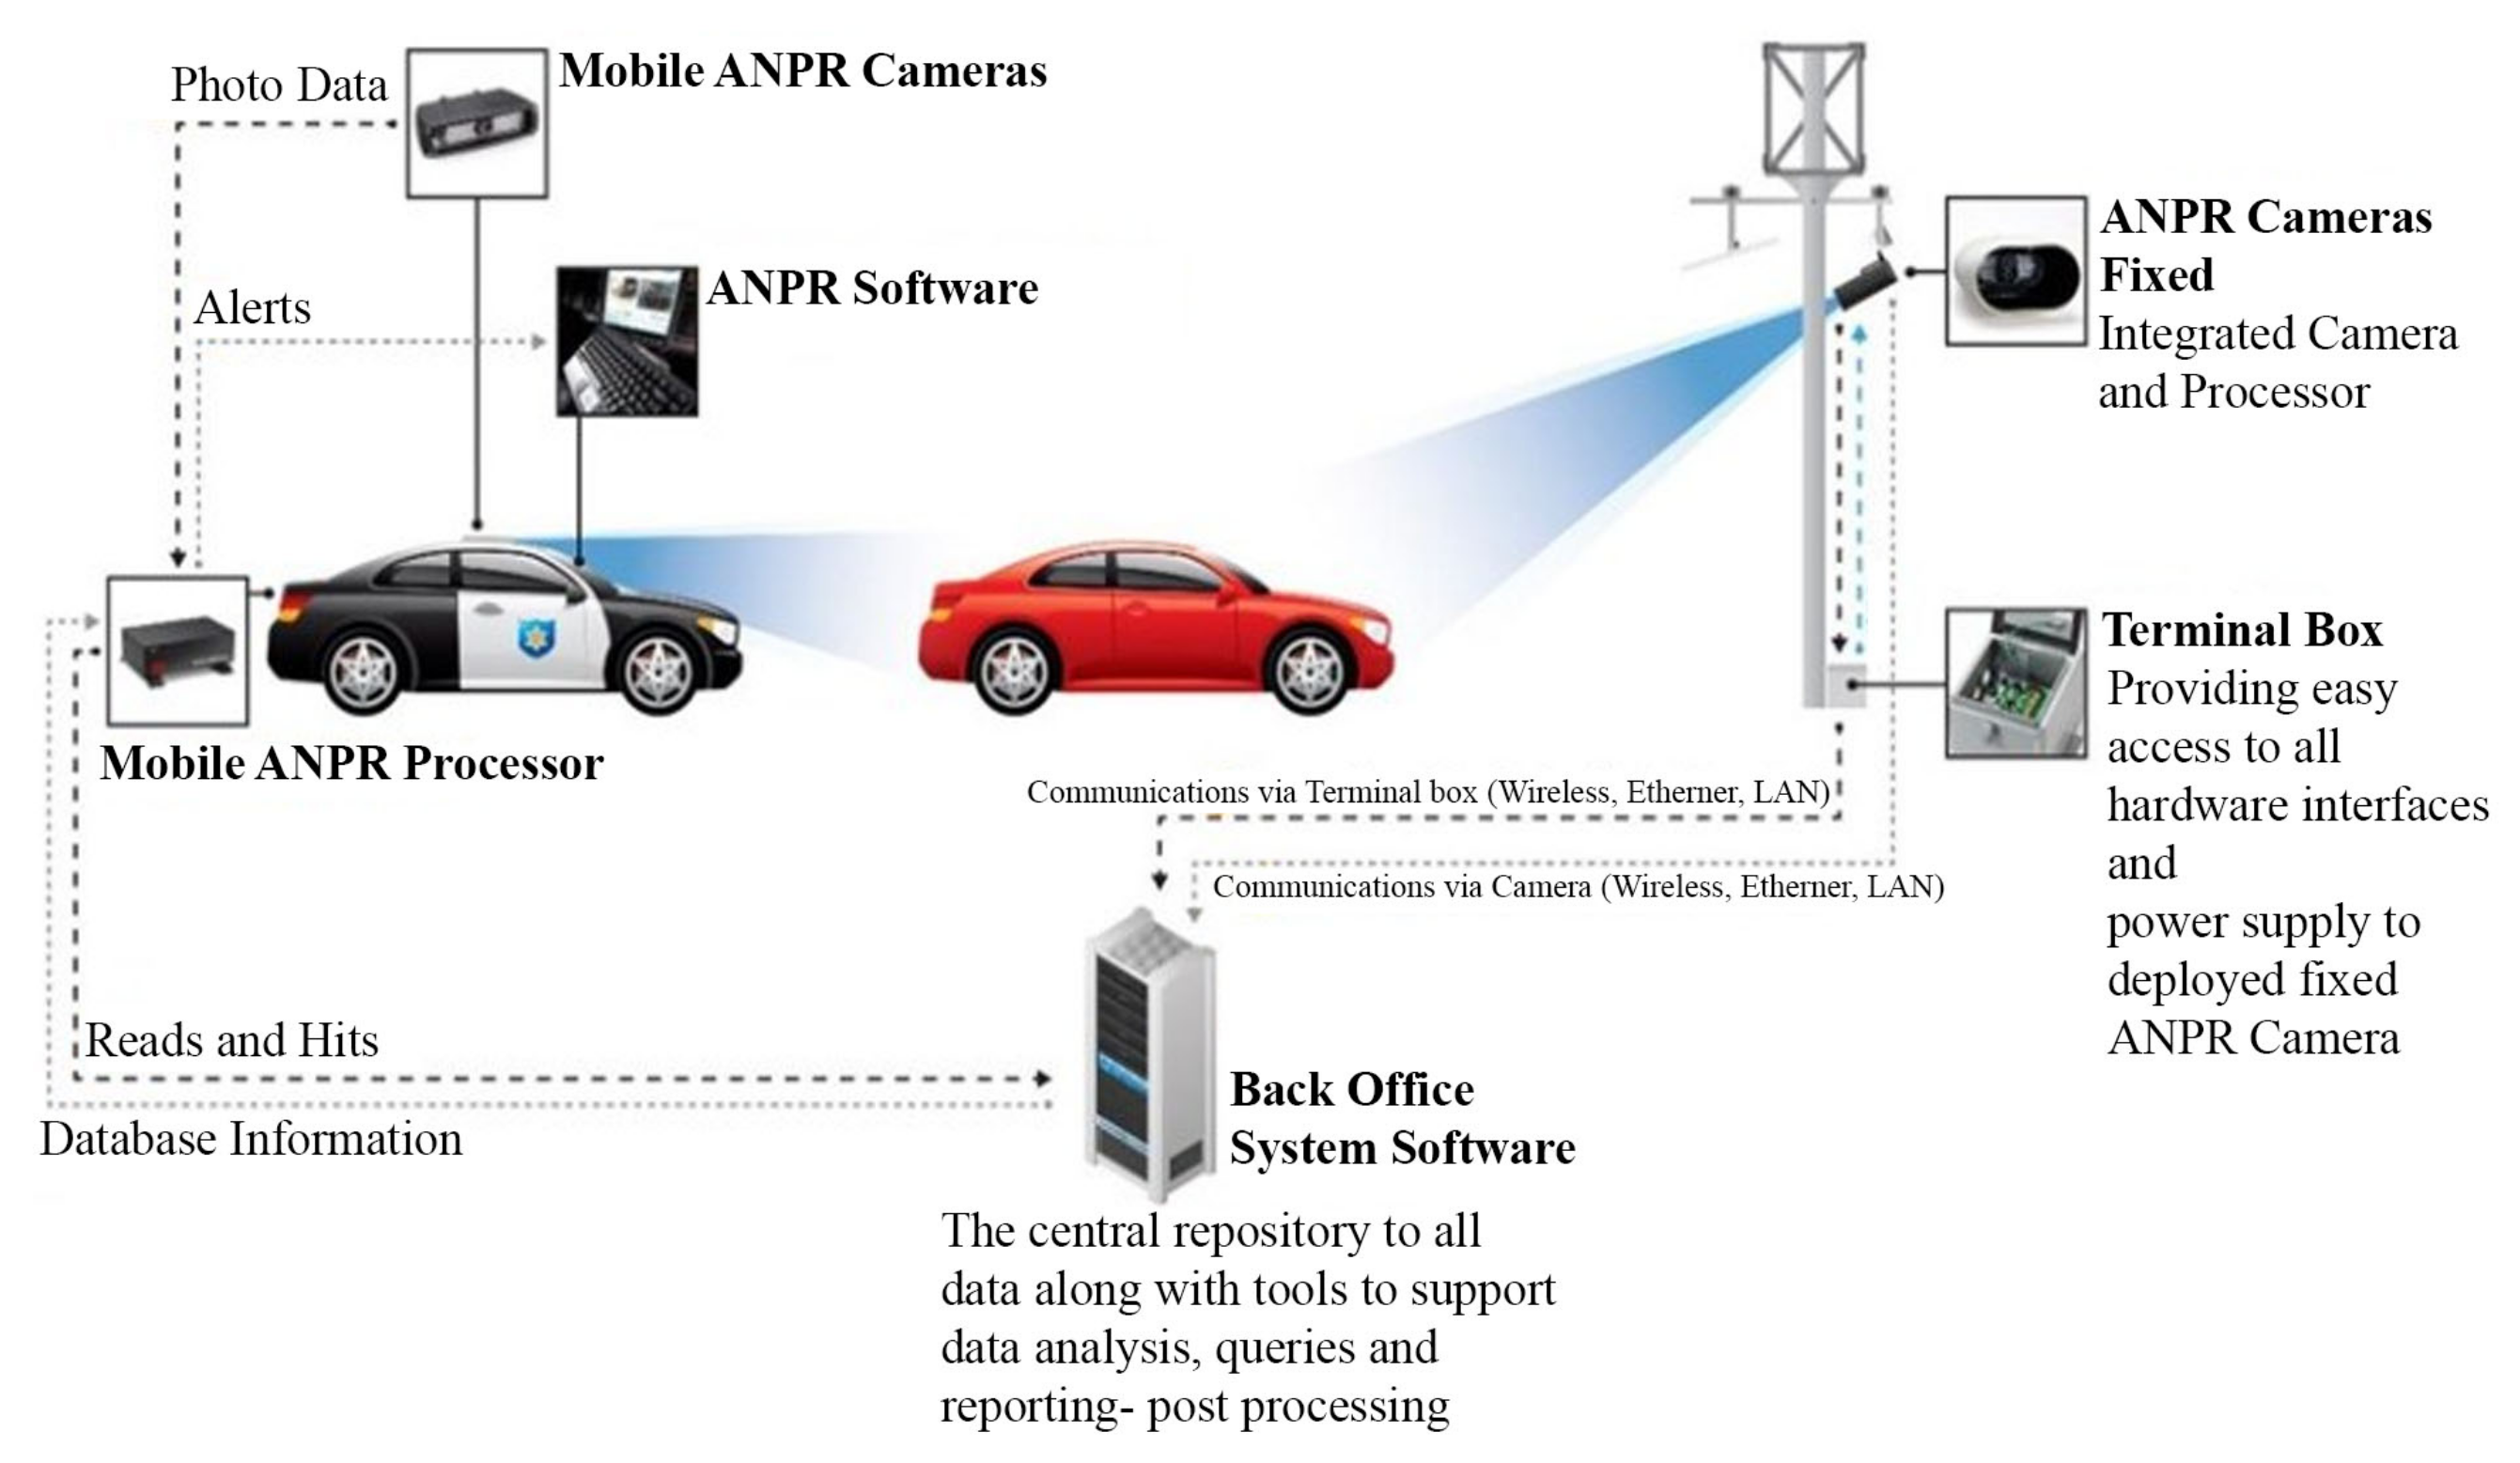 Photo Data
Mobile ANPR Cameras
Alerts
ANPR Software
ANPR Cameras
Fixed
Integrated Camera
and Processor
Mobile ANPR Processor
Terminal Box
Providing easy
access to all
hardware interfaces
and
power supply to
deployed fixed
ANPR Camera
Communications via Terminal box (Wireless, Etherner, LAN)
Communications via Camera (Wireless, Etherner, LAN)
Reads and Hits
Database Information
Back Office
System Software
The central repository to all
data along with tools to support
data analysis, queries and
reporting- post processing